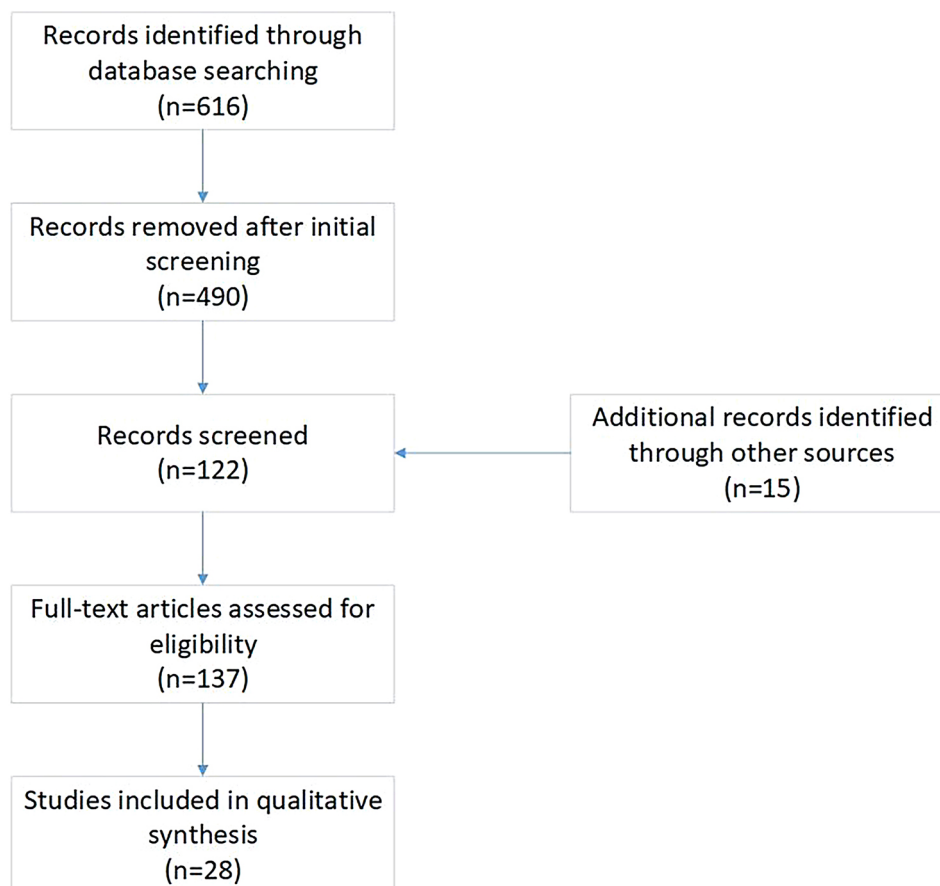 Records identified through
database searching
(n=616)
Records removed after initial
screening
(n=490)
Records screened
(n=122)
Additional records identified
through other sources
(n=15)
Full-text articles assessed for
eligibility
(n=137)
Studies included in qualitative
synthesis
(n=28)